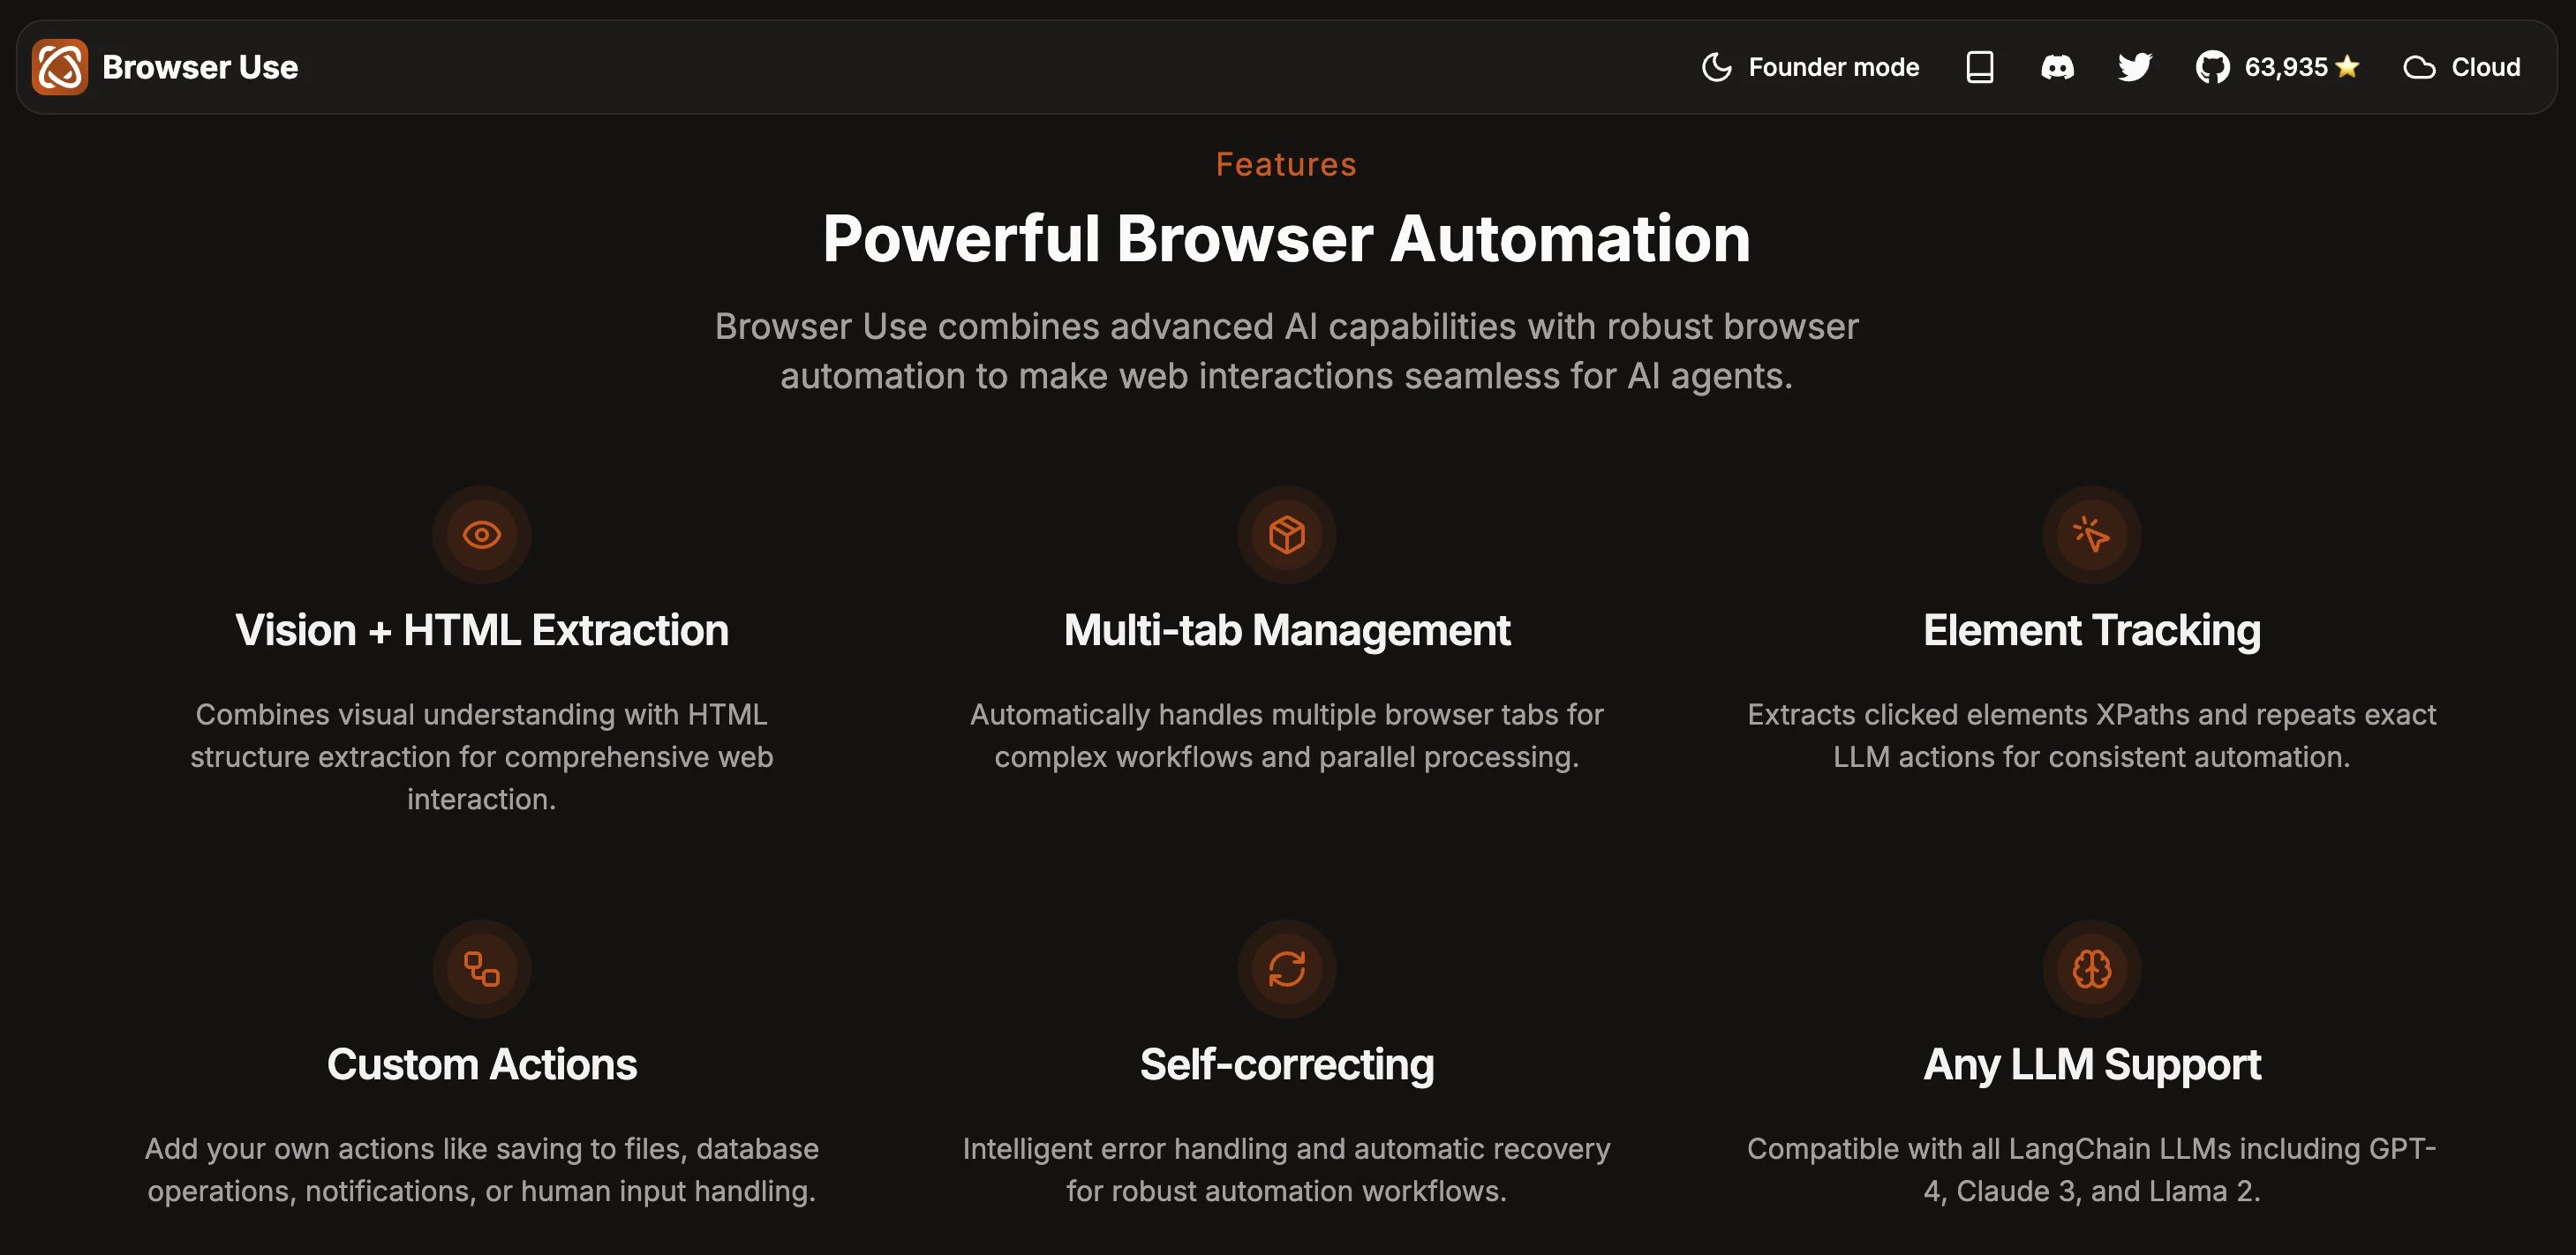 Browser Use
Founder mode
63,935
Cloud
Features
Powerful Browser Automation
Browser Use combines advanced AI capabilities with robust browser
automation to make web interactions seamless for AI agents.
Vision + HTML Extraction
Combines visual understanding with HTML
structure extraction for comprehensive web
interaction.
Multi-tab Management
Automatically handles multiple browser tabs for
complex workflows and parallel processing.
Element Tracking
Extracts clicked elements XPaths and repeats exact
LLM actions for consistent automation.
Custom Actions
Add your own actions like saving to files, database
operations, notifications, or human input handling.
Self-correcting
Intelligent error handling and automatic recovery
for robust automation workflows.
Any LLM Support
Compatible with all LangChain LLMs including GPT-
4, Claude 3, and Llama 2.